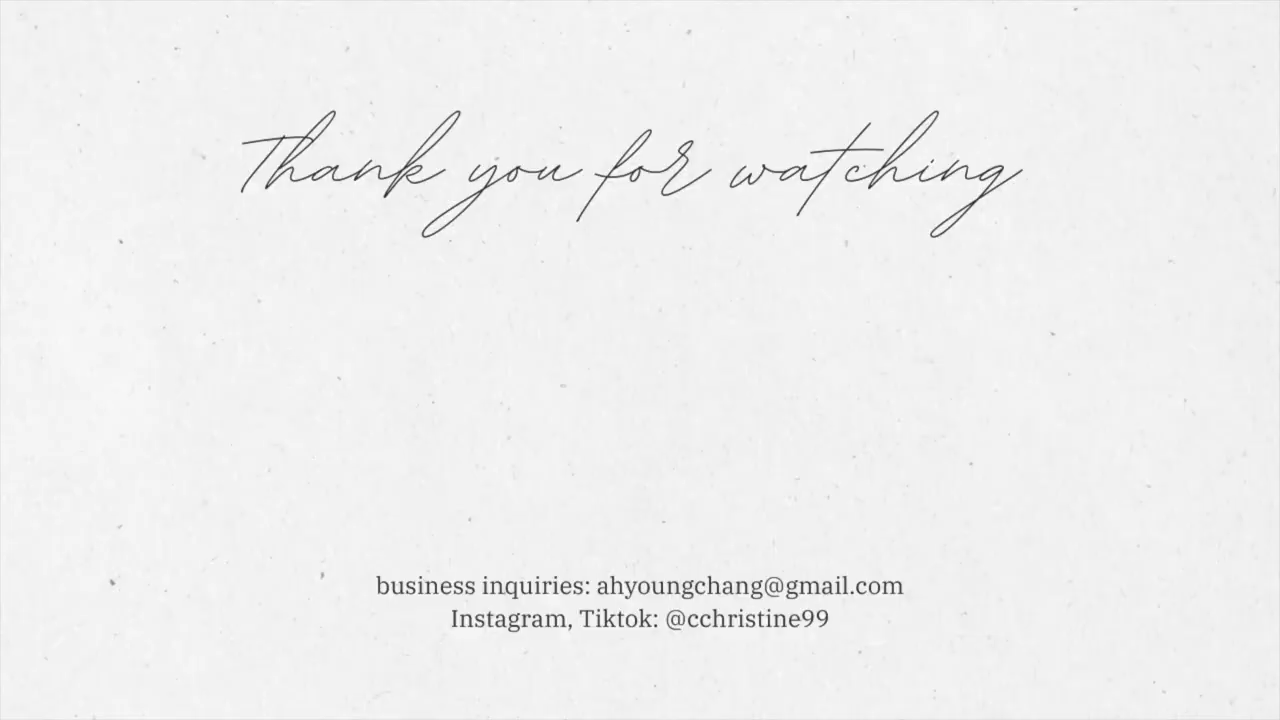 Thank you for watching
business inquiries: ahyoungchang@gmail.com
Instagram, Tiktok: @cchristine99